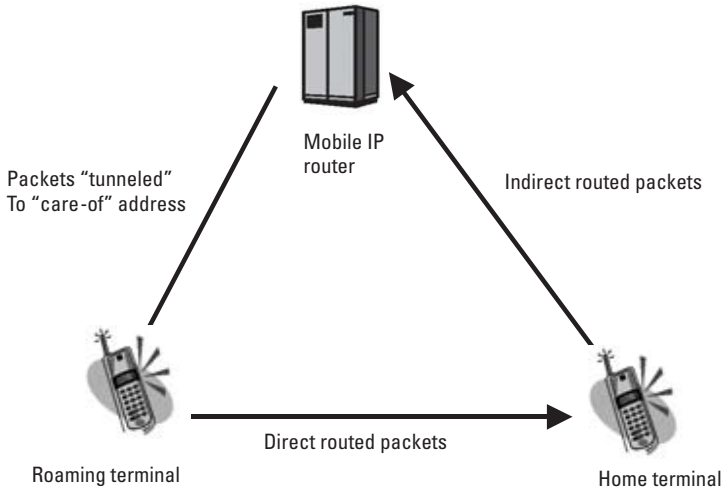 Mobile IP
router
Packets “tunneled”
To “care-of” address
Indirect routed packets
Direct routed packets
Roaming terminal
Home terminal